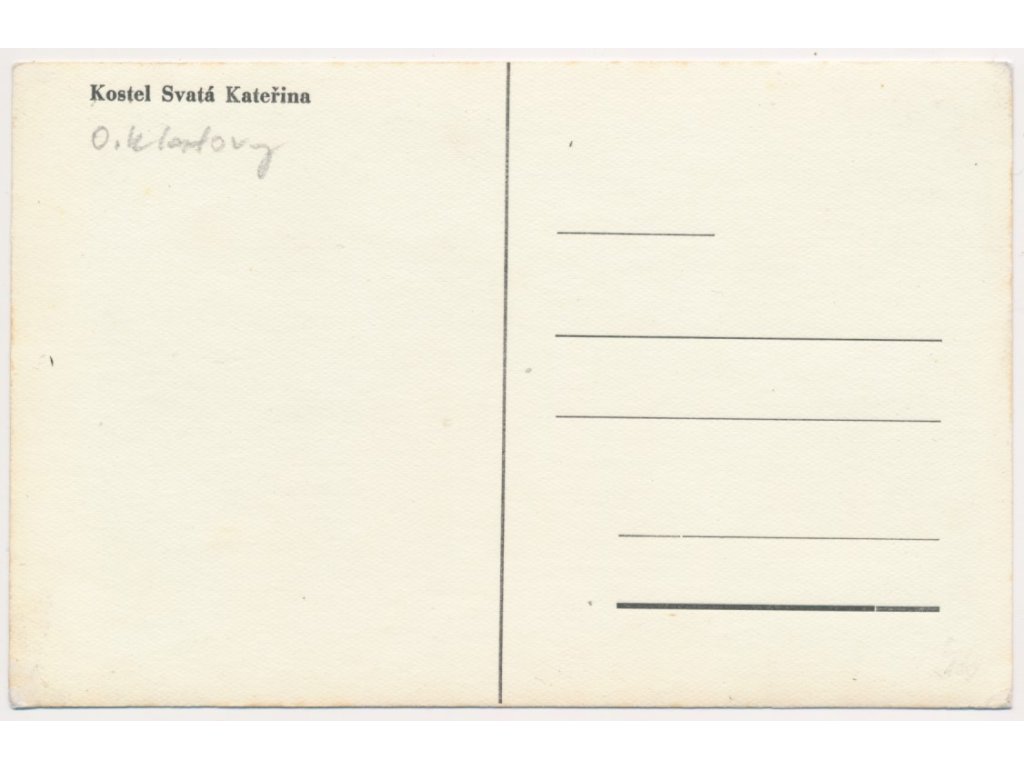 Kostel Svatá Kateřina
O. Klatovy